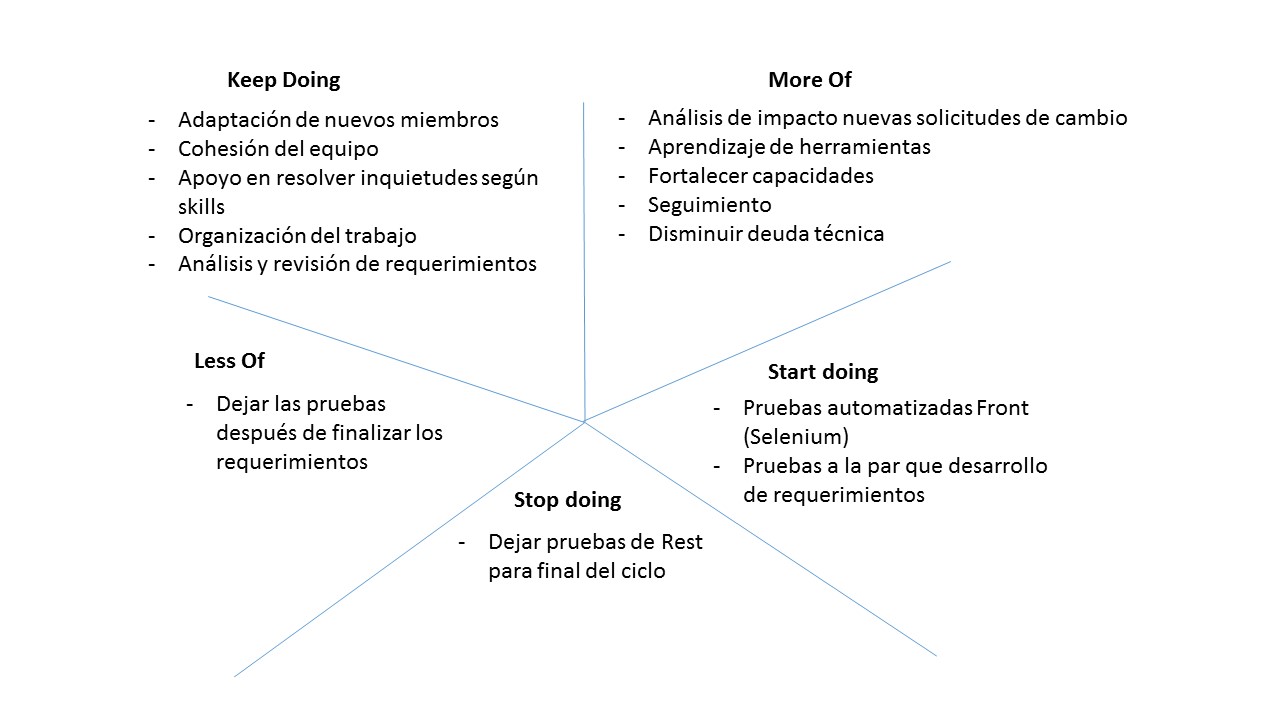 Keep Doing
- Adaptación de nuevos miembros
- Cohesión del equipo
- Apoyo en resolver inquietudes según
skills
- Organización del trabajo
- Análisis y revisión de requerimientos
More Of
- Análisis de impacto nuevas solicitudes de cambio
- Aprendizaje de herramientas
- Fortalecer capacidades
- Seguimiento
- Disminuir deuda técnica
Less Of
- Dejar las pruebas
después de finalizar los
requerimientos
Start doing
- Pruebas automatizadas Front
(Selenium)
- Pruebas a la par que desarrollo
de requerimientos
Stop doing
- Dejar pruebas de Rest
para final del ciclo